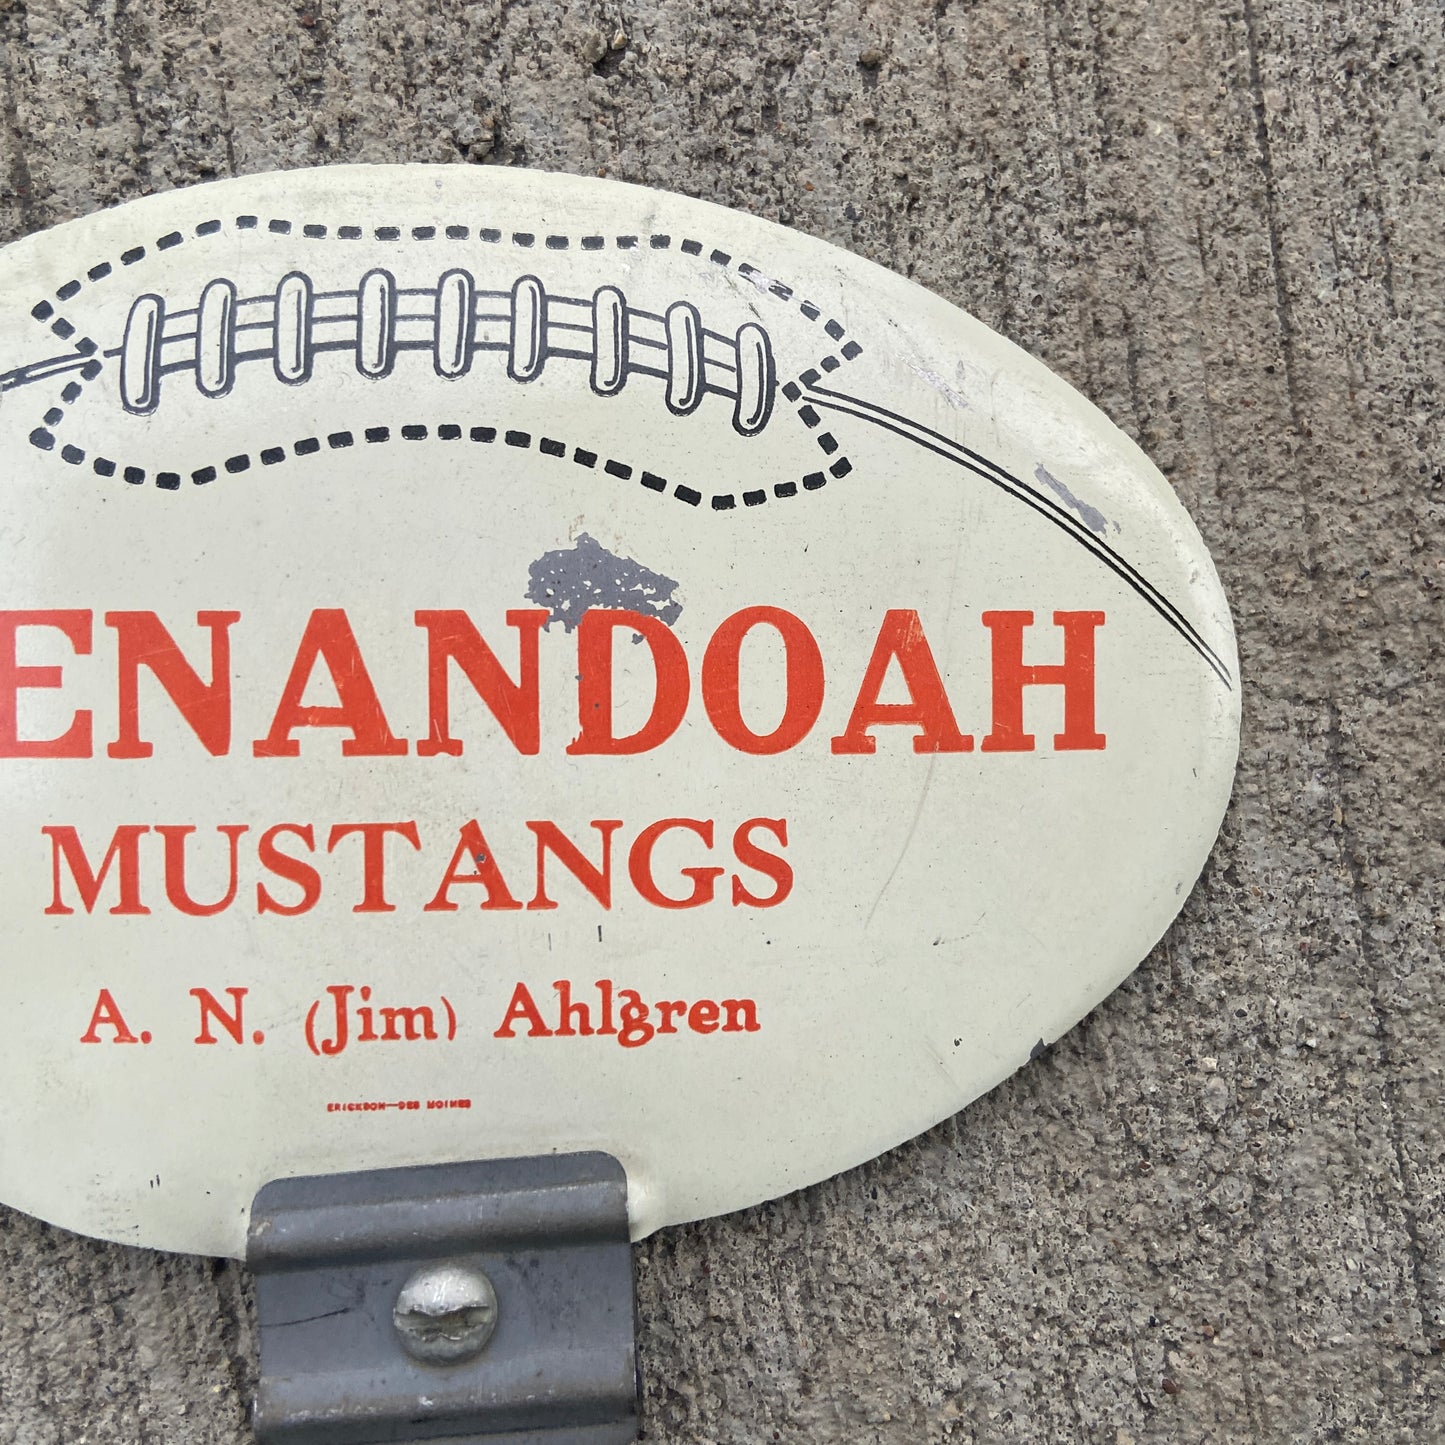 ENANDOAH
MUSTANGS
A. N. (Jim) Ahlgren
ERICKSON—DES MOINES